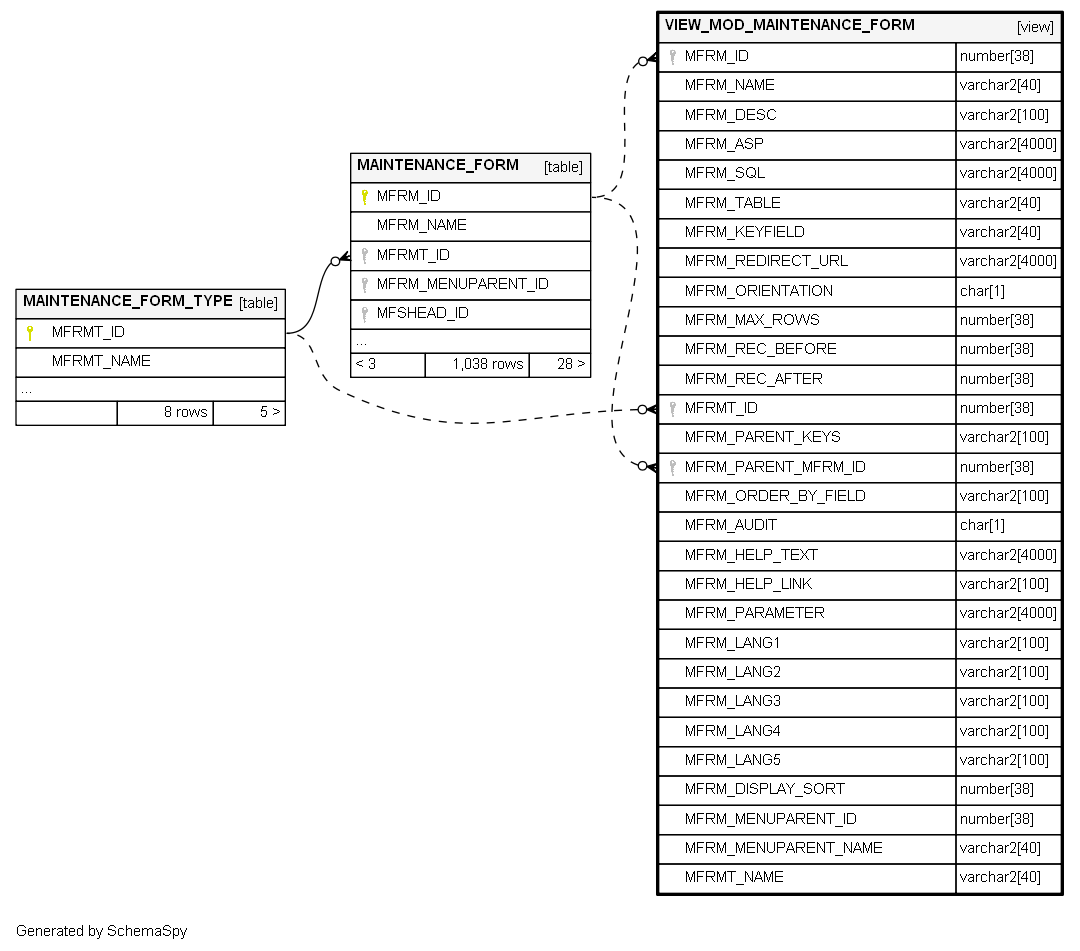 VIEW_MOD_MAINTENANCE_FORM [view]
MFRM_ID number[38]
MFRM_NAME varchar2[40]
MFRM_DESC varchar2[100]
MFRM_ASP varchar2[4000]
MFRM_SQL varchar2[4000]
MFRM_TABLE varchar2[40]
MFRM_KEYFIELD varchar2[40]
MFRM_REDIRECT_URL varchar2[4000]
MFRM_ORIENTATION char[1]
MFRM_MAX_ROWS number[38]
MFRM_REC_BEFORE number[38]
MFRM_REC_AFTER number[38]
MFRMT_ID number[38]
MFRM_PARENT_KEYS varchar2[100]
MFRM_PARENT_MFRM_ID number[38]
MFRM_ORDER_BY_FIELD varchar2[100]
MFRM_AUDIT char[1]
MFRM_HELP_TEXT varchar2[4000]
MFRM_HELP_LINK varchar2[100]
MFRM_PARAMETER varchar2[4000]
MFRM_LANG1 varchar2[100]
MFRM_LANG2 varchar2[100]
MFRM_LANG3 varchar2[100]
MFRM_LANG4 varchar2[100]
MFRM_LANG5 varchar2[100]
MFRM_DISPLAY_SORT number[38]
MFRM_MENUPARENT_ID number[38]
MFRM_MENUPARENT_NAME varchar2[40]
MFRMT_NAME varchar2[40]
MAINTENANCE_FORM [table]
MFRM_ID
MFRM_NAME
MFRMT_ID
MFRM_MENUPARENT_ID
MFSHEAD_ID
...
< 3 1,038 rows 28 >
MAINTENANCE_FORM_TYPE [table]
MFRMT_ID
MFRMT_NAME
...
8 rows 5 >
Generated by SchemaSpy